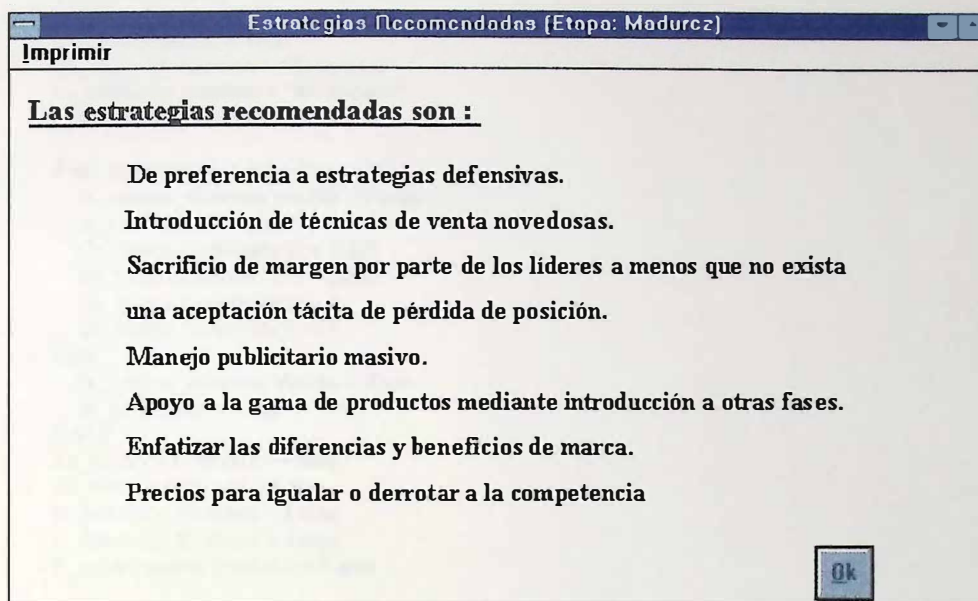 Estrategias Recomendadas (Etapa: Madurez)
Imprimir
Las estrategias recomendadas son :
De preferencia a estrategias defensivas.
Introducción de técnicas de venta novedosas.
Sacrificio de margen por parte de los líderes a menos que no exista
una aceptación tácita de pérdida de posición.
Manejo publicitario masivo.
Apoyo a la gama de productos mediante introducción a otras fases.
Enfatizar las diferencias y beneficios de marca.
Precios para igualar o derrotar a la competencia
Ok